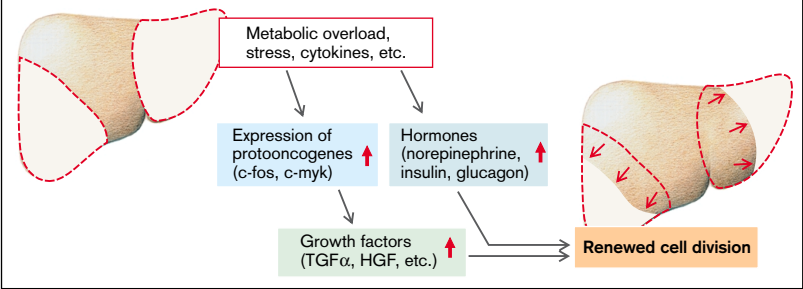 Metabolic overload,
stress, cytokines, etc.
Expression of
protooncogenes
(c-fos, c-myk)
Hormones
(norepinephrine,
insulin, glucagon)
Growth factors
(TGFα, HGF, etc.)
Renewed cell division